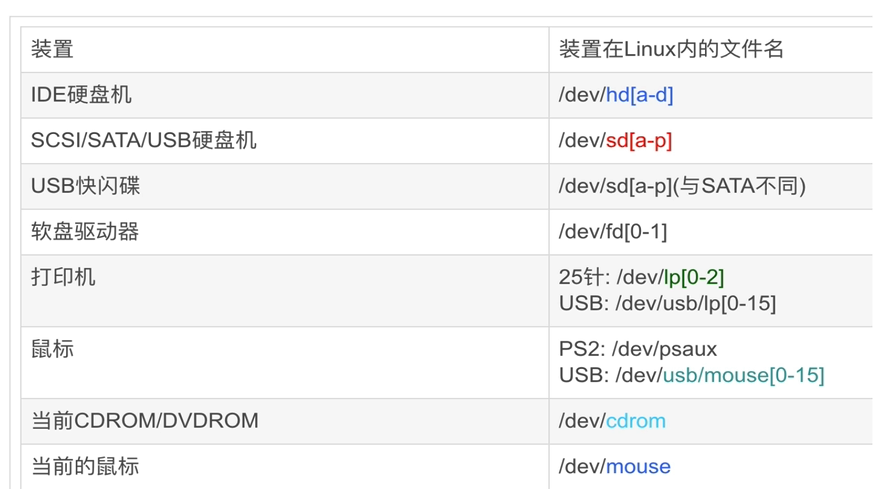 装置 装置在Linux内的文件名
IDE硬盘机 /dev/hd[a-d]
SCSI/SATA/USB硬盘机 /dev/sd[a-p]
USB快闪碟 /dev/sd[a-p](与SATA不同)
软盘驱动器 /dev/fd[0-1]
打印机 25针: /dev/lp[0-2]
USB: /dev/usb/lp[0-15]
鼠标 PS2: /dev/psaux
USB: /dev/usb/mouse[0-15]
当前CDROM/DVDROM /dev/cdrom
当前的鼠标 /dev/mouse